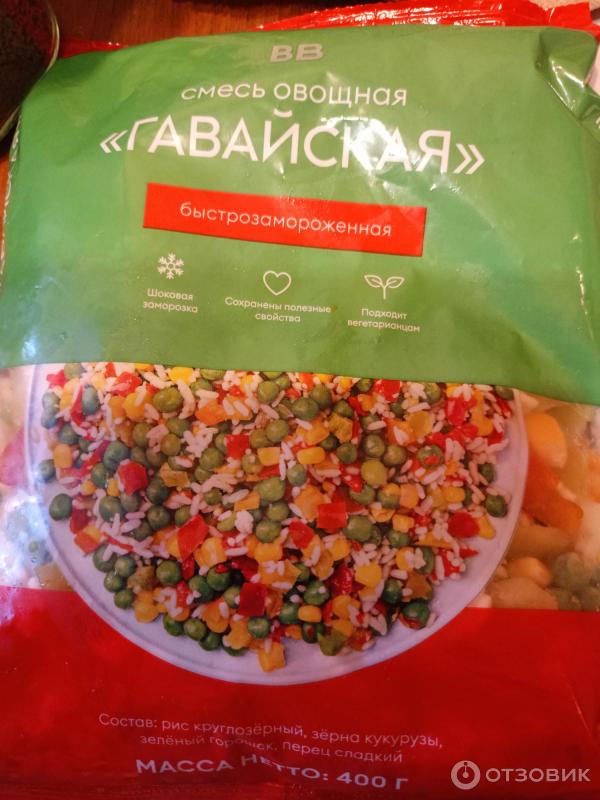 ВВ
смесь овощная
«ГАВАЙСКАЯ»
быстрозамороженная
Шоковая
заморозка
Сохранены полезные
свойства
Подходит
вегетарианцам
Состав: рис круглозёрный, зёрна кукурузы,
зелёный горошек, перец сладкий
МАССА НЕТТО: 400 Г
ОТЗОВИК